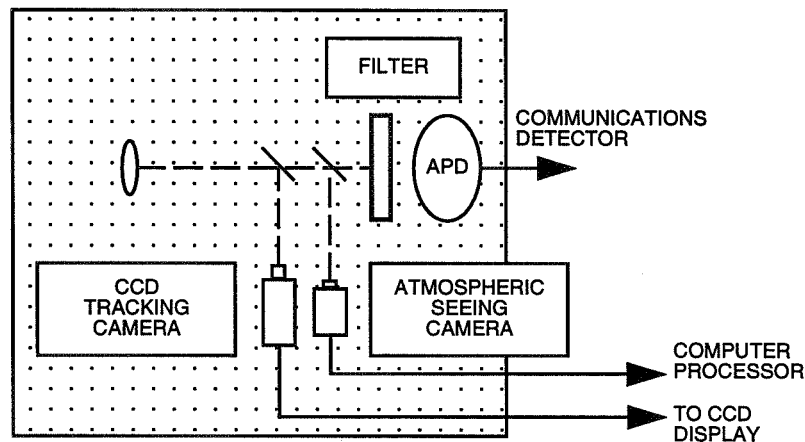 FILTER
COMMUNICATIONS
DETECTOR
APD
CCD
TRACKING
CAMERA
ATMOSPHERIC
SEEING
CAMERA
COMPUTER
PROCESSOR
TO CCD
DISPLAY